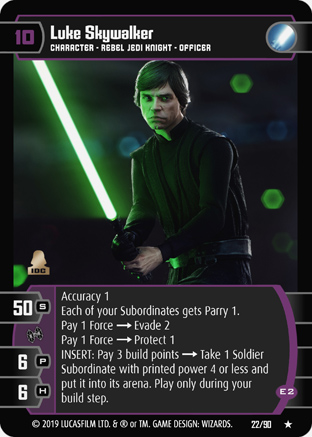 10 Luke Skywalker
CHARACTER - REBEL JEDI KNIGHT - OFFICER
IDC
50 S
6 P
6 H
Accuracy 1
Each of your Subordinates gets Parry 1.
Pay 1 Force → Evade 2
Pay 1 Force → Protect 1
INSERT: Pay 3 build points → Take 1 Soldier
Subordinate with printed power 4 or less and
put it into its arena. Play only during your
build step.
E2
© 2019 LUCASFILM LTD. & ® or TM. GAME DESIGN: WIZARDS. 22/90 ★